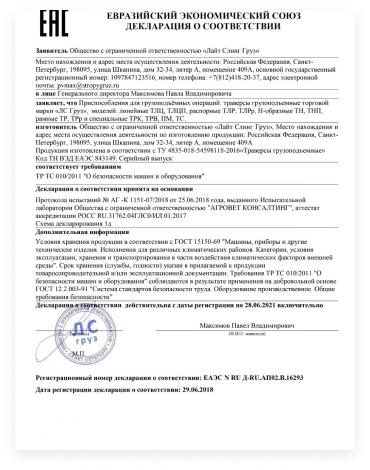 ЕАС
ЕВРАЗИЙСКИЙ ЭКОНОМИЧЕСКИЙ СОЮЗ
ДЕКЛАРАЦИЯ О СООТВЕТСТВИИ
Заявитель Общество с ограниченной ответственностью «Лайт Слинг Груз»
Место нахождения и адрес места осуществления деятельности: Российская Федерация, Санкт-
Петербург, 198095, улица Шкапина, дом 32-34, литер А, помещение 409А, основной государственный
регистрационный номер: 1097847123516, номер телефона: +7(812)418-20-37, адрес электронной
почты: pvmax@stropygruz.ru
в лице Генерального директора Максимова Павла Владимировича
заявляет, что Приспособления для грузоподъёмных операций: траверсы грузоподъемные торговой
марки «ЛС Груз», моделей: линейные ТЛЦ, ТЛЦП, распорные ТЛР, ТЛРр, Н-образные ТН, ТНП,
рамные ТР, ТРр и специальные ТРК, ТРВ, ПМ, ТС.
изготовитель Общество с ограниченной ответственностью «Лайт Слинг Груз», Место нахождения и
адрес места осуществления деятельности по изготовлению продукции: Российская Федерация, Санкт-
Петербург, 198095, улица Шкапина, дом 32-34, литер А, помещение 409А
Продукция изготовлена в соответствии с ТУ 4835-018-54598118-2016«Траверсы грузоподъемные»
Код ТН ВЭД ЕАЭС 843149. Серийный выпуск
соответствует требованиям
ТР ТС 010/2011 "О безопасности машин и оборудования"
Декларация о соответствии принята на основании
Протокола испытаний № АГ -К 1151-07/2018 от 25.06.2018 года, выданного Испытательной
лаборатории Общества с ограниченной ответственностью "АГРОВЕТ КОНСАЛТИНГ", аттестат
аккредитации РОСС RU.31762.04ГЛС0/ИЛ.01.2017
Схема декларирования 1д
Дополнительная информация
Условия хранения продукции в соответствии с ГОСТ 15150-69 "Машины, приборы и другие
технические изделия. Исполнения для различных климатических районов. Категории, условия
эксплуатации, хранения и транспортирования в части воздействия климатических факторов внешней
среды". Срок хранения (службы, годности) указан в прилагаемой к продукции
товаросопроводительной и/или эксплуатационной документации. Требования ТР ТС 010/2011 "О
безопасности машин и оборудования" соблюдаются в результате применения на добровольной основе
ГОСТ 12.2.003-91 "Система стандартов безопасности труда. Оборудование производственное. Общие
требования безопасности"
Декларация о соответствии действительна с даты регистрации по 28.06.2021 включительно
ЛС
груз
М.П.
Максимов Павел Владимирович
(Ф.И.О. заявителя)
Регистрационный номер декларации о соответствии: ЕАЭС N RU Д-RU.АП02.В.16293
Дата регистрации декларации о соответствии: 29.06.2018